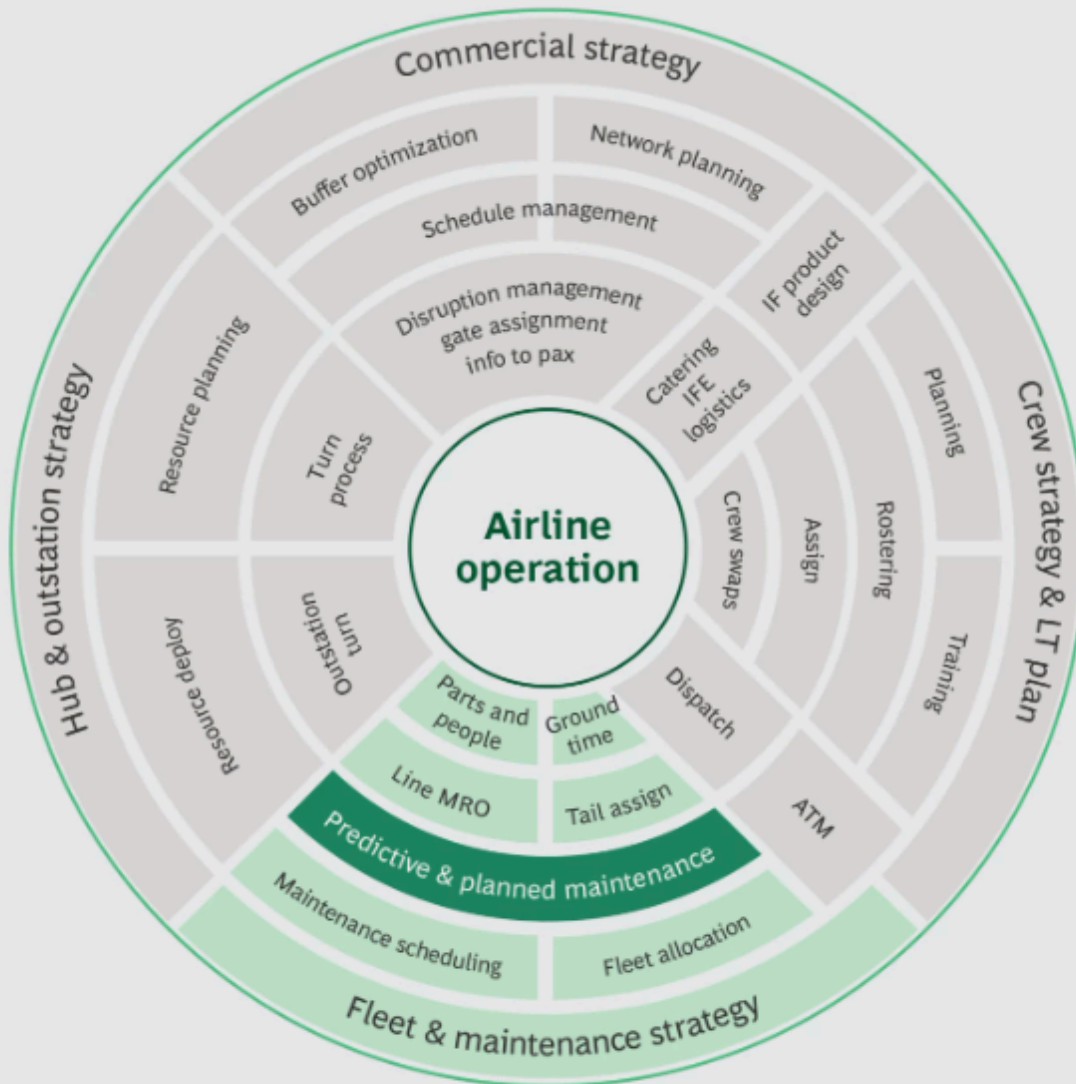 Commercial strategy
Buffer optimization
Network planning
Schedule management
Disruption management
gate assignment
info to pax
IF product
design
Catering
IFE
logistics
Crew strategy & LT plan
Planning
Training
Rostering
Assign
Crew swaps
Dispatch
ATM
Hub & outstation strategy
Resource planning
Resource deploy
Turn
process
Outstation
turn
Airline
operation
Parts and
people
Ground
time
Line MRO
Tail assign
Predictive & planned maintenance
Maintenance scheduling
Fleet allocation
Fleet & maintenance strategy